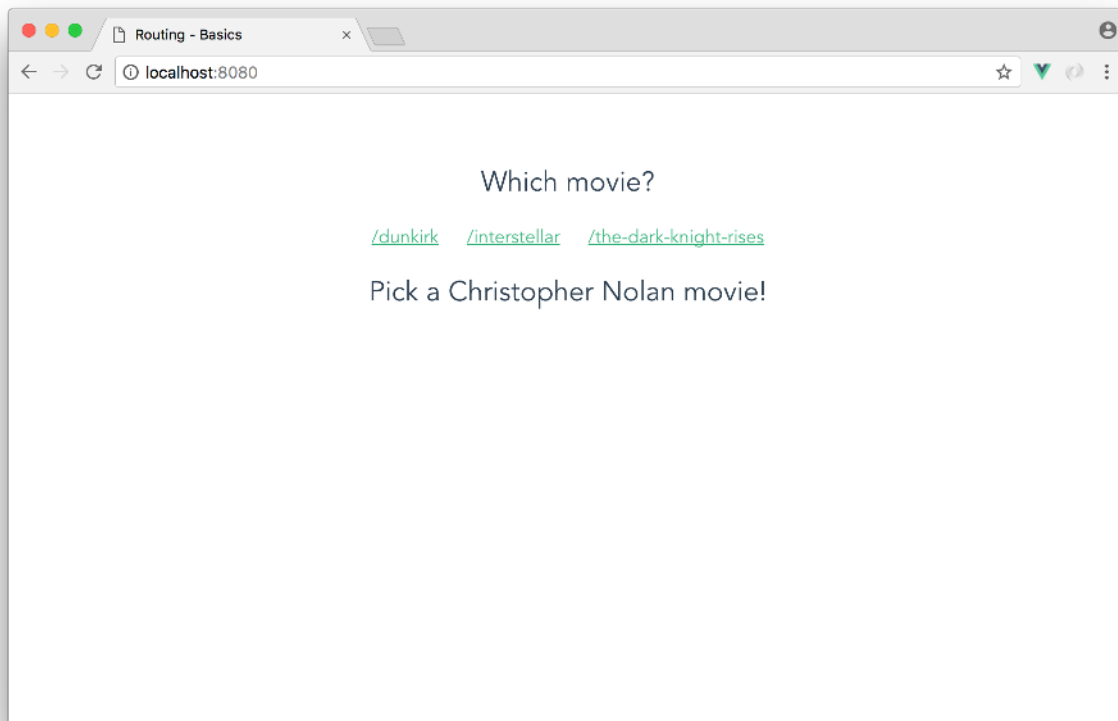 Routing - Basics
localhost:8080
Which movie?
/dunkirk /interstellar /the-dark-knight-rises
Pick a Christopher Nolan movie!